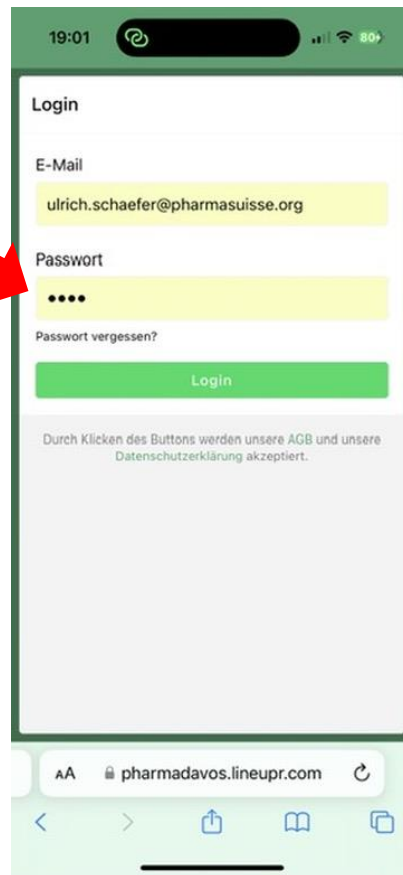 19:01
80
Login
E-Mail
ulrich.schaefer@pharmasuisse.org
Passwort
••••
Passwort vergessen?
Login
Durch Klicken des Buttons werden unsere AGB und unsere
Datenschutzerklärung akzeptiert.
AA pharmadavos.lineupr.com